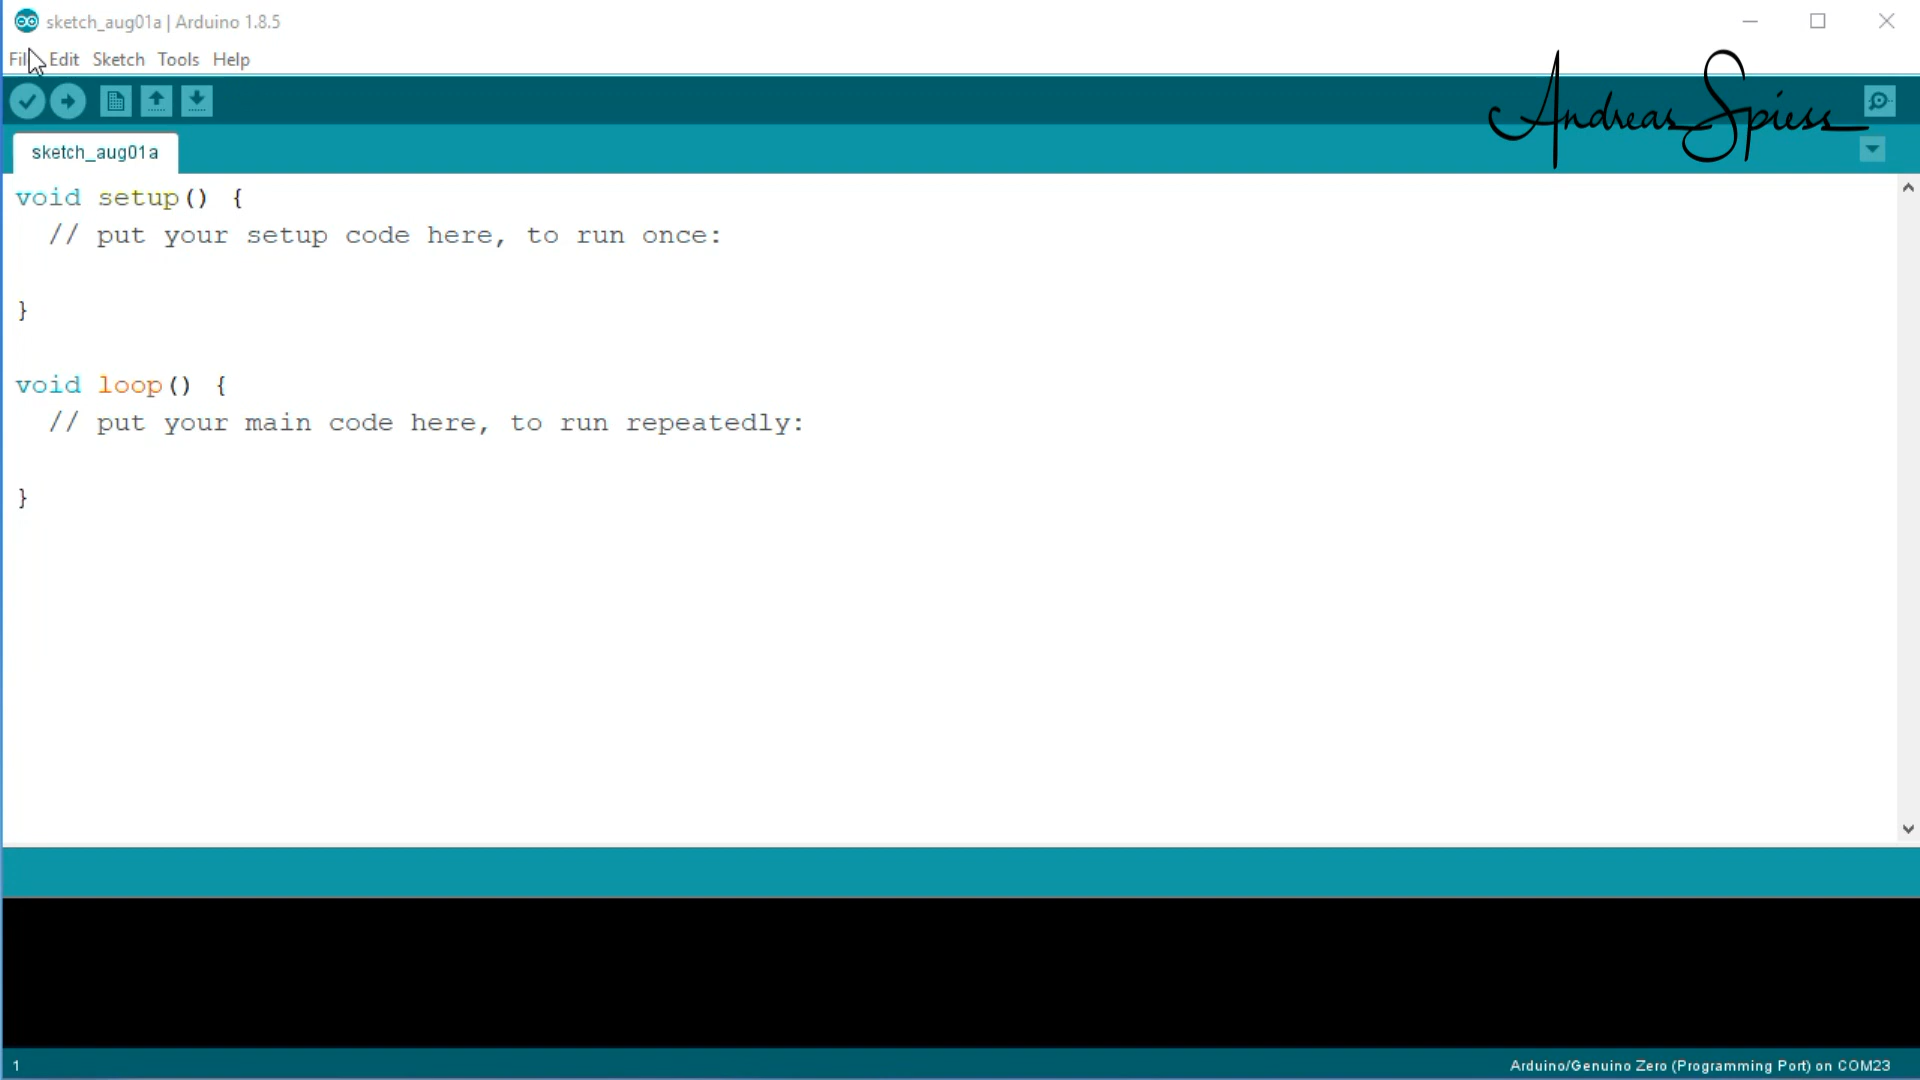 sketch_aug01a | Arduino 1.8.5
Edit Sketch Tools Help
Andreas Spiess
sketch_aug01a
void setup() {
  // put your setup code here, to run once:
}
void loop() {
  // put your main code here, to run repeatedly:
}
1
Arduino/Genuino Zero (Programming Port) on COM23